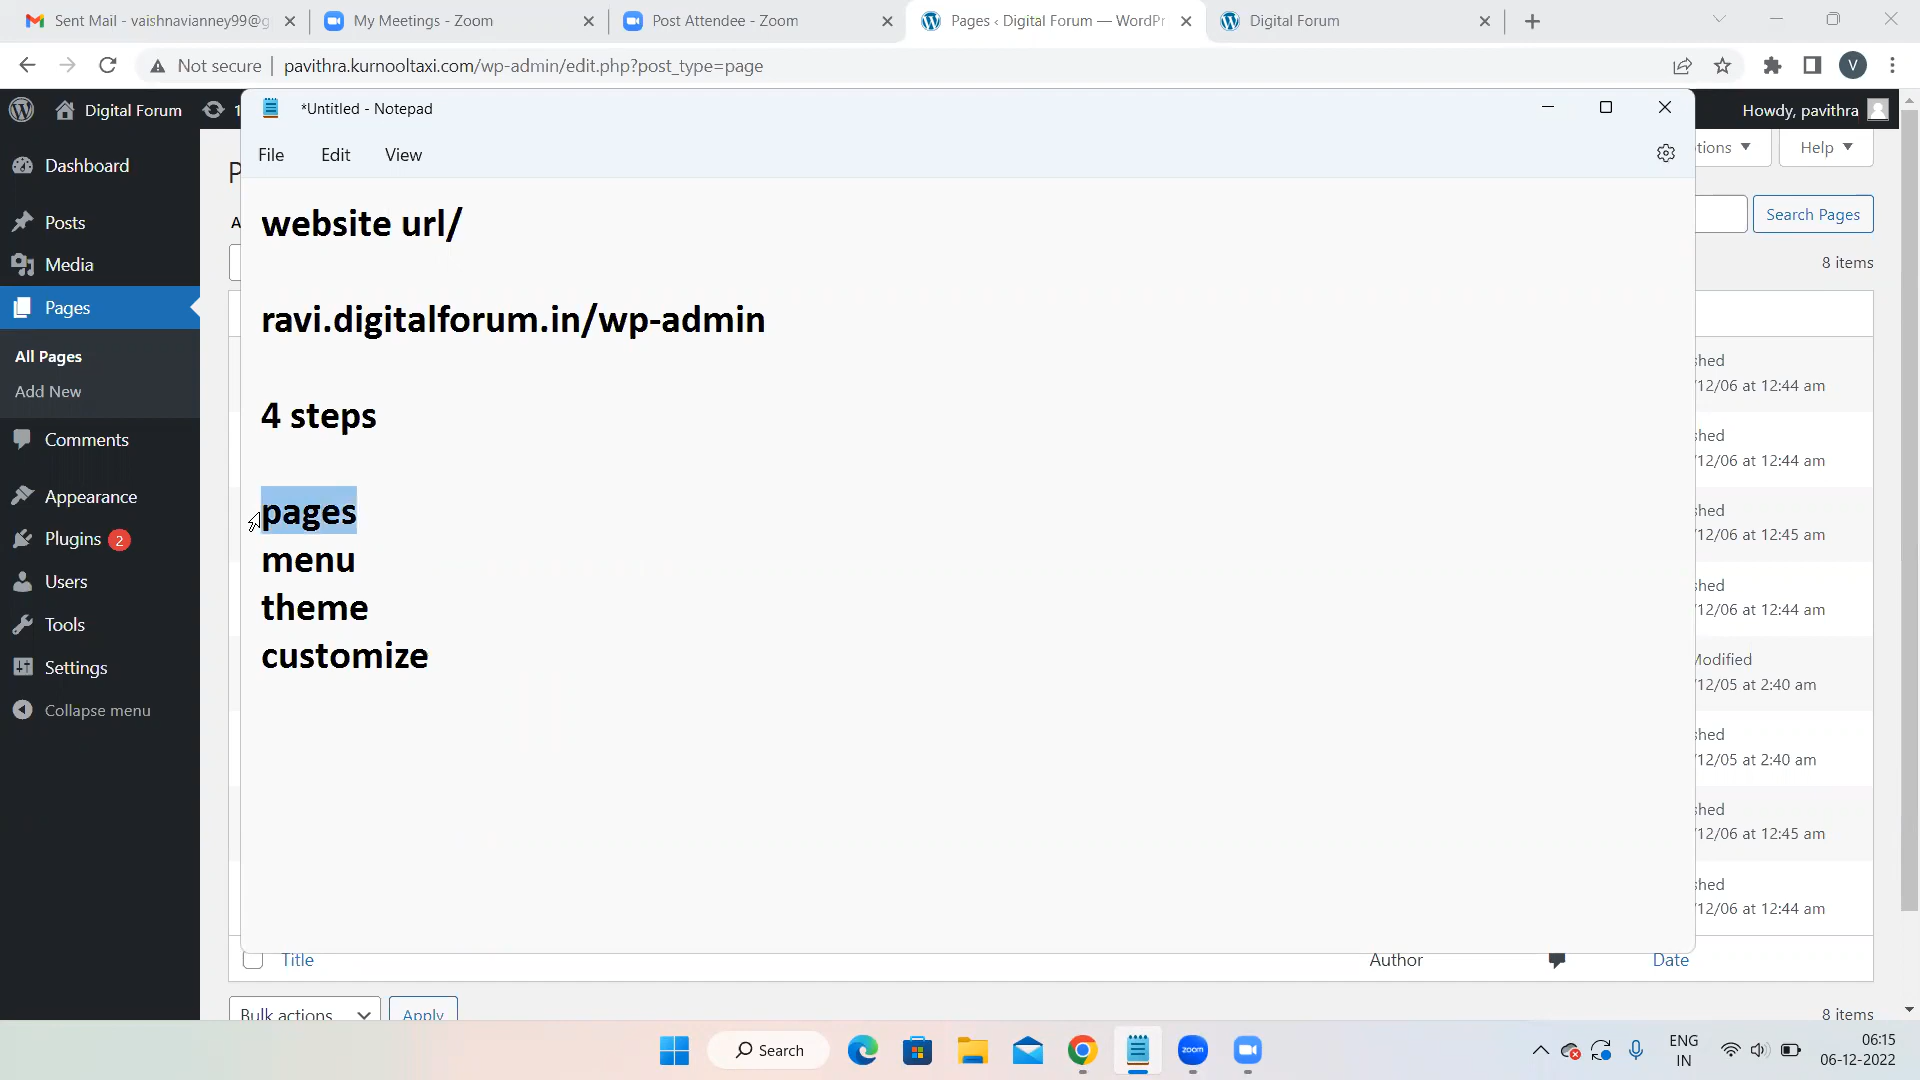 Sent Mail - vaishnavianney99@g
My Meetings - Zoom
Post Attendee - Zoom
Pages ‹ Digital Forum — WordPr
Digital Forum
Not secure
pavithra.kurnooltaxi.com/wp-admin/edit.php?post_type=page
V
Digital Forum
1
Howdy, pavithra
*Untitled - Notepad
File
Edit
View
Help
Dashboard
Posts
Media
Pages
All Pages
Add New
Comments
Appearance
Plugins 2
Users
Tools
Settings
Collapse menu
website url/
ravi.digitalforum.in/wp-admin
4 steps
pages
menu
theme
customize
Search Pages
8 items
/12/06 at 12:44 am
/12/06 at 12:44 am
/12/06 at 12:45 am
/12/06 at 12:44 am
Modified
/12/05 at 2:40 am
/12/05 at 2:40 am
/12/06 at 12:45 am
/12/06 at 12:44 am
Title
Author
Date
Bulk actions
Apply
8 items
Search
zoom
ENG
IN
06:15
06-12-2022